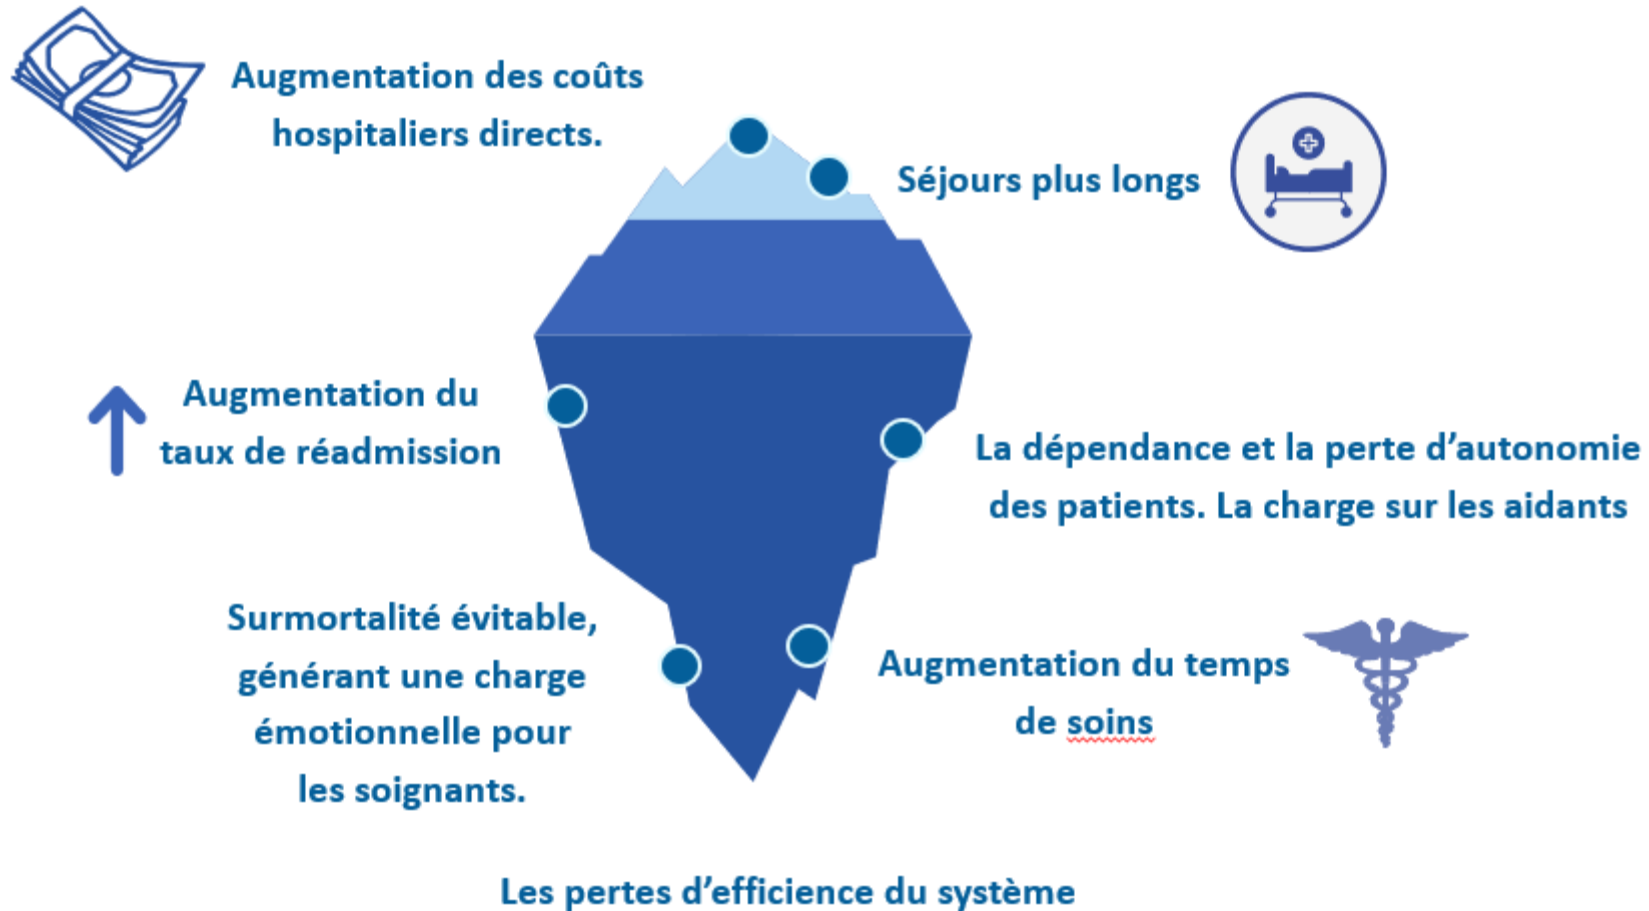 Augmentation des coûts
hospitaliers directs.
Séjours plus longs
Augmentation du
taux de réadmission
La dépendance et la perte d’autonomie
des patients. La charge sur les aidants
Surmortalité évitable,
générant une charge
émotionnelle pour
les soignants.
Augmentation du temps
de soins
Les pertes d’efficience du système